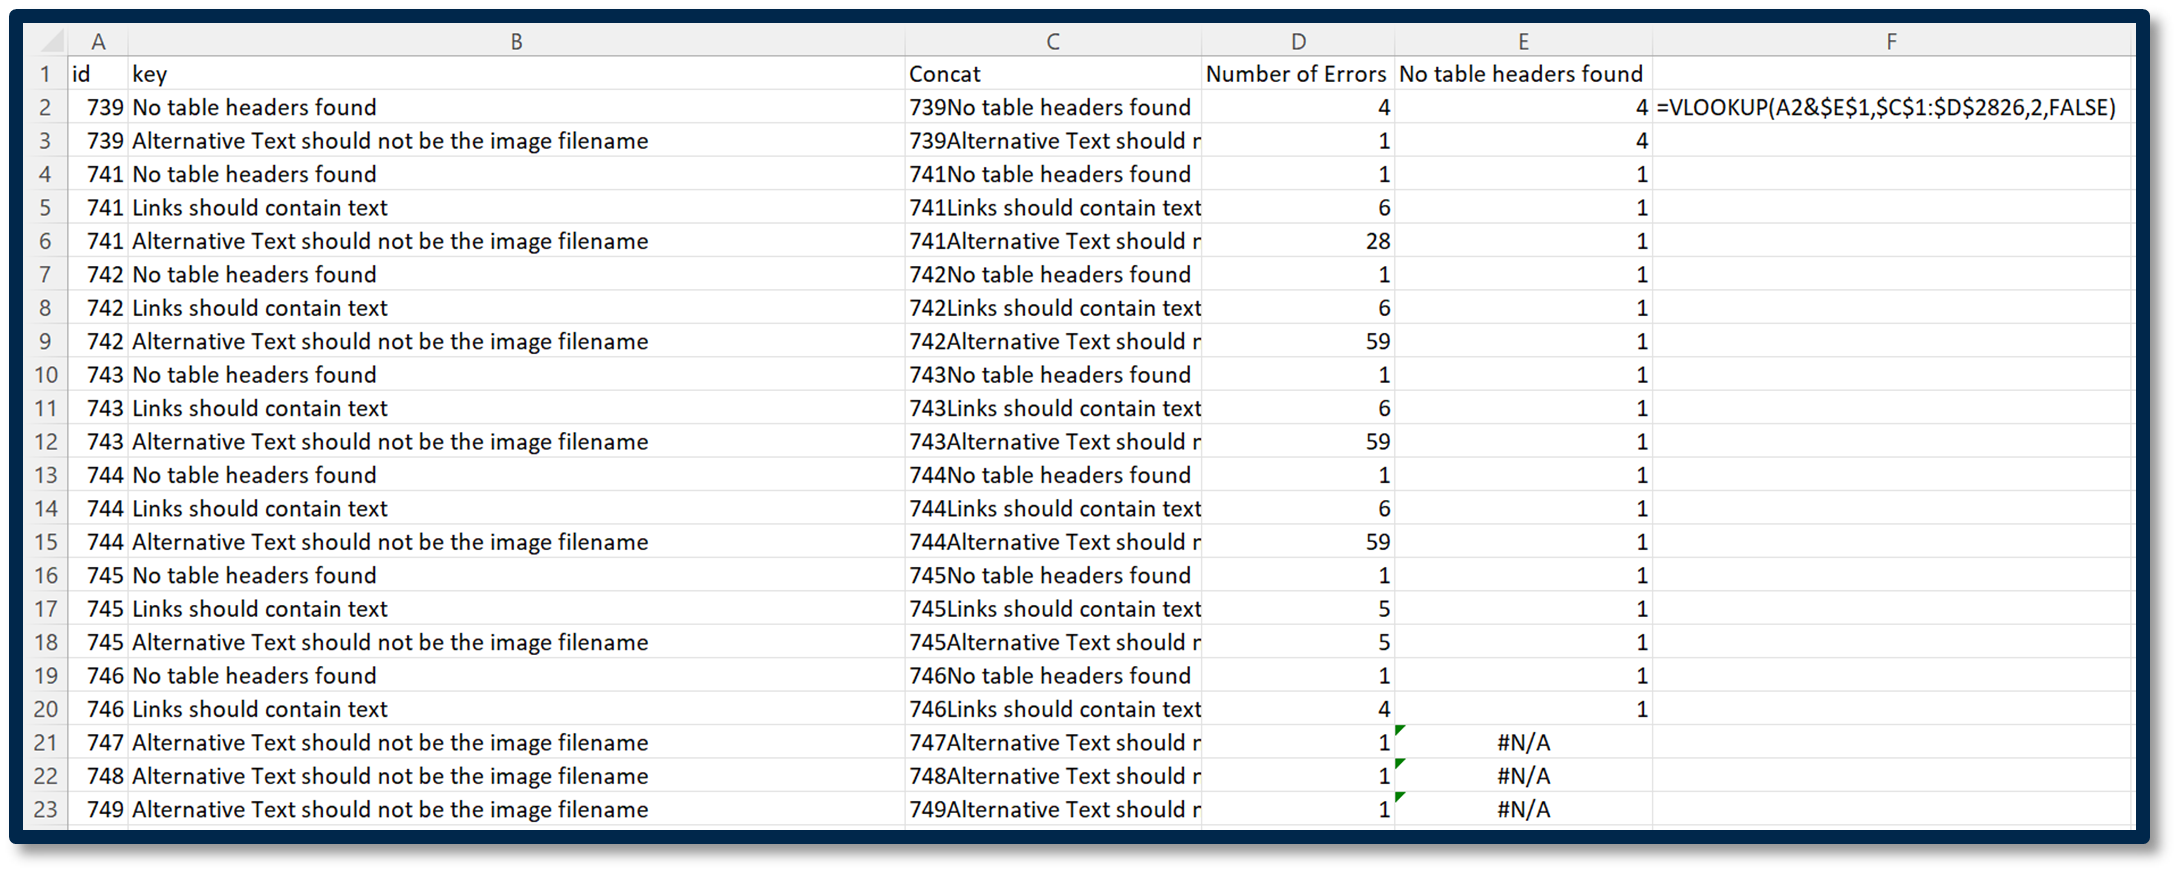 A B C D E F
1 id key Concat Number of Errors No table headers found
2 739 No table headers found 739No table headers found 4 4 =VLOOKUP(A2&$E$1,$C$1:$D$2826,2,FALSE)
3 739 Alternative Text should not be the image filename 739Alternative Text should 1 4
4 741 No table headers found 741No table headers found 1 1
5 741 Links should contain text 741Links should contain text 6 1
6 741 Alternative Text should not be the image filename 741Alternative Text should 28 1
7 742 No table headers found 742No table headers found 1 1
8 742 Links should contain text 742Links should contain text 6 1
9 742 Alternative Text should not be the image filename 742Alternative Text should 59 1
10 743 No table headers found 743No table headers found 1 1
11 743 Links should contain text 743Links should contain text 6 1
12 743 Alternative Text should not be the image filename 743Alternative Text should 59 1
13 744 No table headers found 744No table headers found 1 1
14 744 Links should contain text 744Links should contain text 6 1
15 744 Alternative Text should not be the image filename 744Alternative Text should 59 1
16 745 No table headers found 745No table headers found 1 1
17 745 Links should contain text 745Links should contain text 5 1
18 745 Alternative Text should not be the image filename 745Alternative Text should 5 1
19 746 No table headers found 746No table headers found 1 1
20 746 Links should contain text 746Links should contain text 4 1
21 747 Alternative Text should not be the image filename 747Alternative Text should 1 #N/A
22 748 Alternative Text should not be the image filename 748Alternative Text should 1 #N/A
23 749 Alternative Text should not be the image filename 749Alternative Text should 1 #N/A